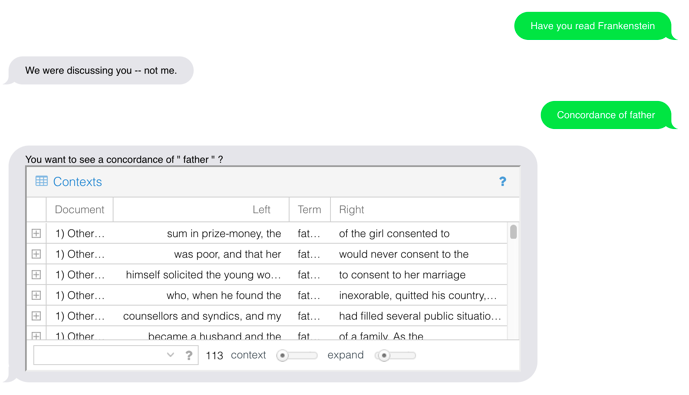 Have you read Frankenstein
We were discussing you -- not me.
Concordance of father
You want to see a concordance of " father " ?
Contexts ?
Document Left Term Right
1) Other… sum in prize-money, the fat… of the girl consented to
1) Other… was poor, and that her fat… would never consent to the
1) Other… himself solicited the young wo… fat… to consent to her marriage
1) Other… who, when he found the fat… inexorable, quitted his country,…
1) Other… counsellors and syndics, and my fat… had filled several public situatio…
1) Other… became a husband and the fat… of a family. As the
? 113 context expand